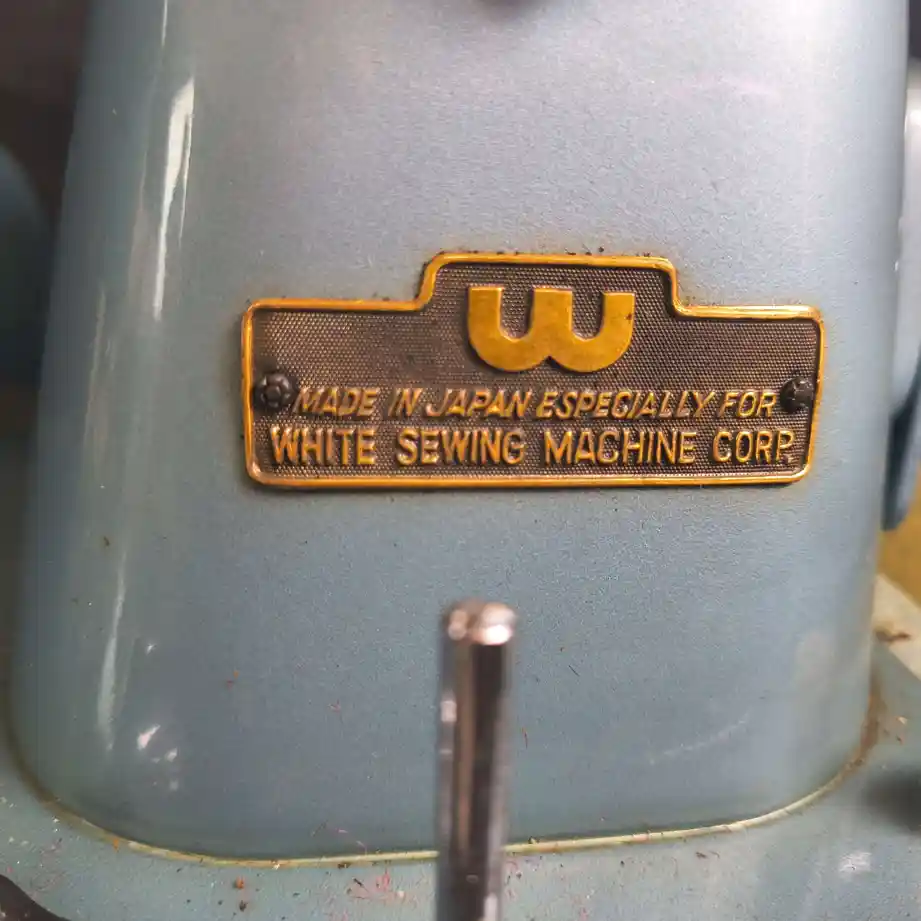 W
MADE IN JAPAN ESPECIALLY FOR
WHITE SEWING MACHINE CORP.